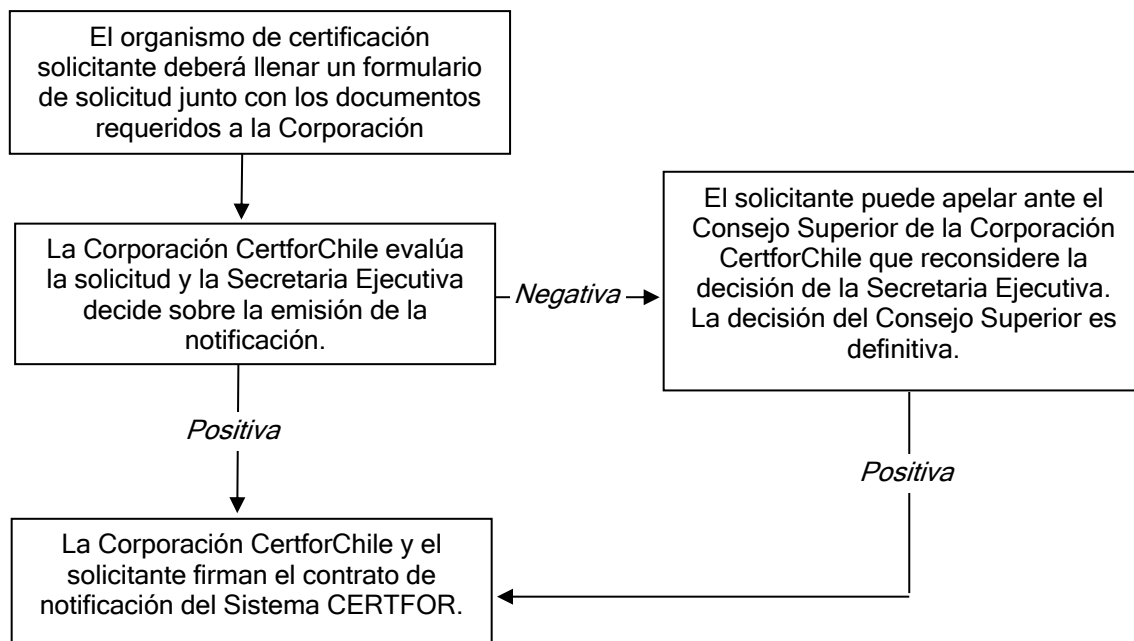 El organismo de certificación
solicitante deberá llenar un formulario
de solicitud junto con los documentos
requeridos a la Corporación
La Corporación CertforChile evalúa
la solicitud y la Secretaria Ejecutiva
decide sobre la emisión de la
notificación.
Negativa
El solicitante puede apelar ante el
Consejo Superior de la Corporación
CertforChile que reconsidere la
decisión de la Secretaria Ejecutiva.
La decisión del Consejo Superior es
definitiva.
Positiva
Positiva
La Corporación CertforChile y el
solicitante firman el contrato de
notificación del Sistema CERTFOR.